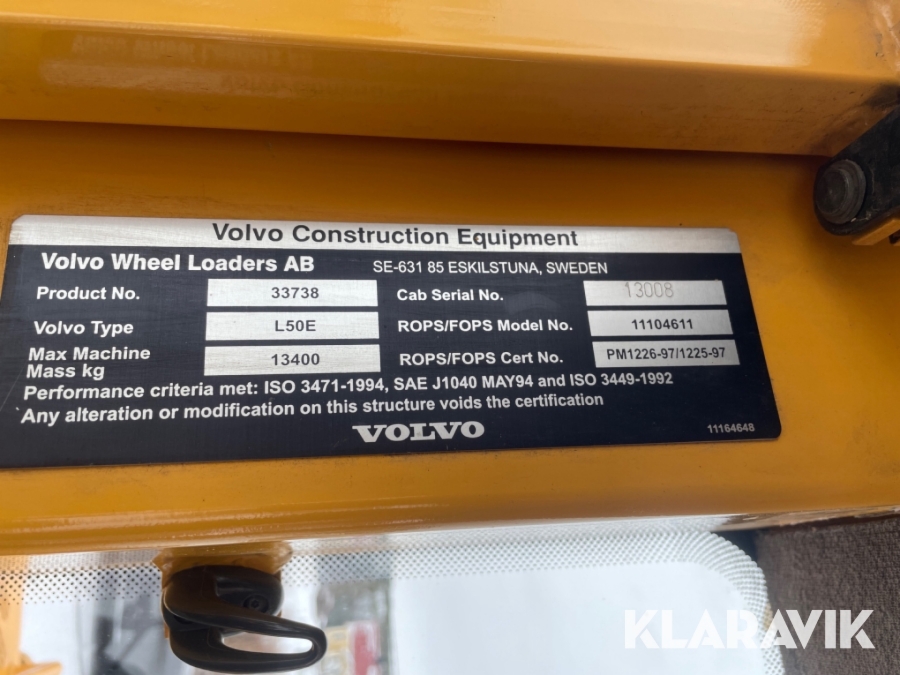 Volvo Construction Equipment
Volvo Wheel Loaders AB SE-631 85 ESKILSTUNA, SWEDEN
Product No. 33738 Cab Serial No. 13008
Volvo Type L50E ROPS/FOPS Model No. 11104611
Max Machine Mass kg 13400 ROPS/FOPS Cert No. PM1226-97/1225-97
Performance criteria met: ISO 3471-1994, SAE J1040 MAY94 and ISO 3449-1992
Any alteration or modification on this structure voids the certification
VOLVO 11164648
KLARAVIK